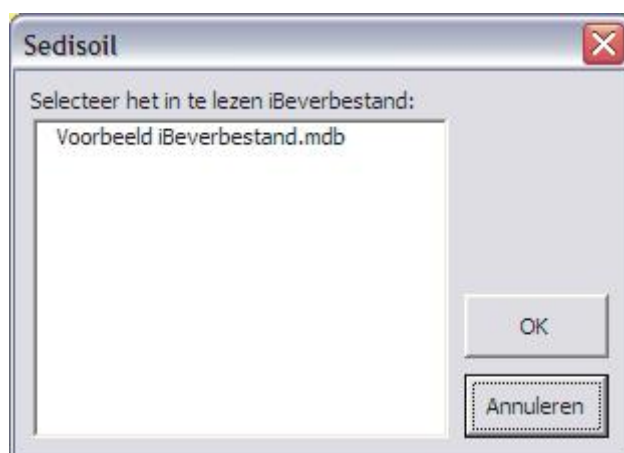 Sedisoil
Selecteer het in te lezen iBeverbestand:
Voorbeeld iBeverbestand.mdb
OK
Annuleren